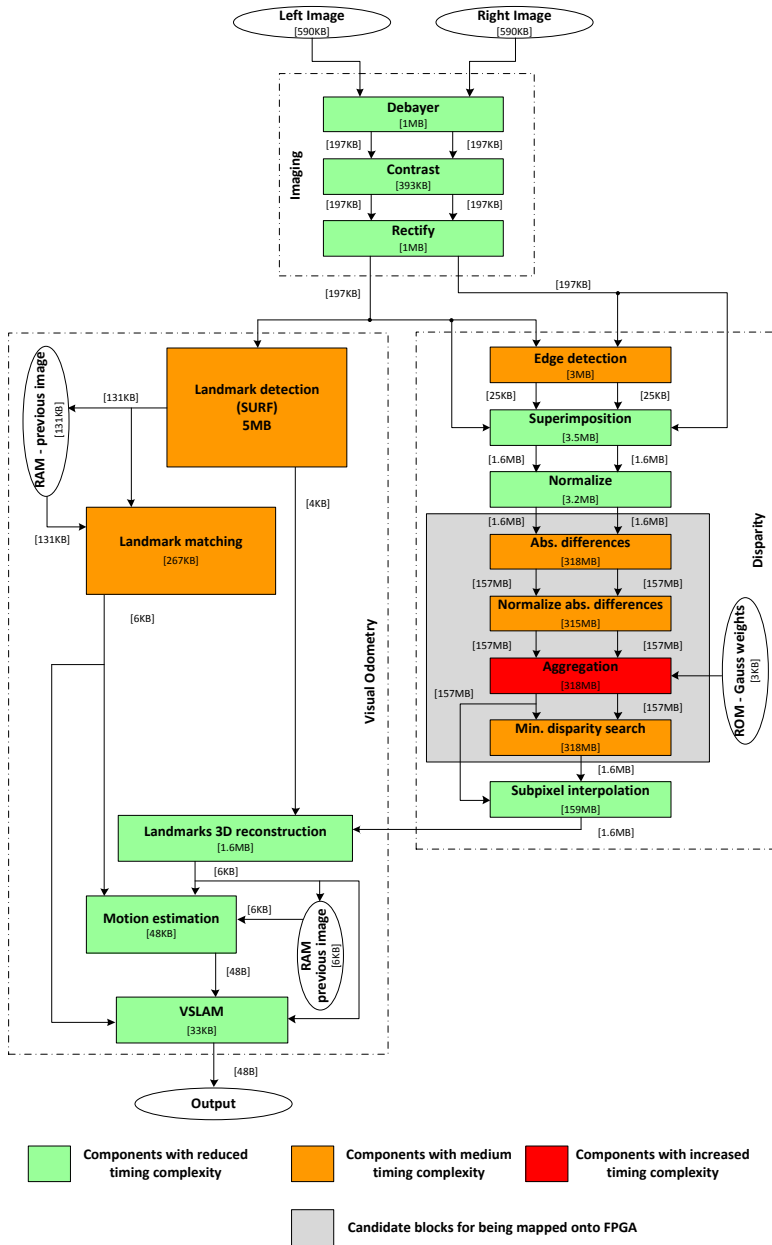 Left Image
[590KB]
Right Image
[590KB]
Imaging
Debayer
[1MB]
[197KB]
[197KB]
Contrast
[393KB]
[197KB]
[197KB]
Rectify
[1MB]
[197KB]
[197KB]
Visual Odometry
Landmark detection
(SURF)
5MB
[131KB]
RAM - previous image
[131KB]
[131KB]
Landmark matching
[267KB]
[4KB]
[6KB]
Disparity
Edge detection
[3MB]
[25KB]
[25KB]
Superimposition
[3.5MB]
[1.6MB]
[1.6MB]
Normalize
[3.2MB]
[1.6MB]
[1.6MB]
Abs. differences
[318MB]
[157MB]
[157MB]
Normalize abs. differences
[315MB]
[157MB]
[157MB]
Aggregation
[318MB]
ROM - Gauss weights
[3KB]
[157MB]
[157MB]
Min. disparity search
[318MB]
[1.6MB]
Subpixel interpolation
[159MB]
[1.6MB]
Landmarks 3D reconstruction
[1.6MB]
[6KB]
Motion estimation
[48KB]
[6KB]
RAM
previous image
[6KB]
[48B]
VSLAM
[33KB]
[48B]
Output
Components with reduced
timing complexity
Components with medium
timing complexity
Components with increased
timing complexity
Candidate blocks for being mapped onto FPGA